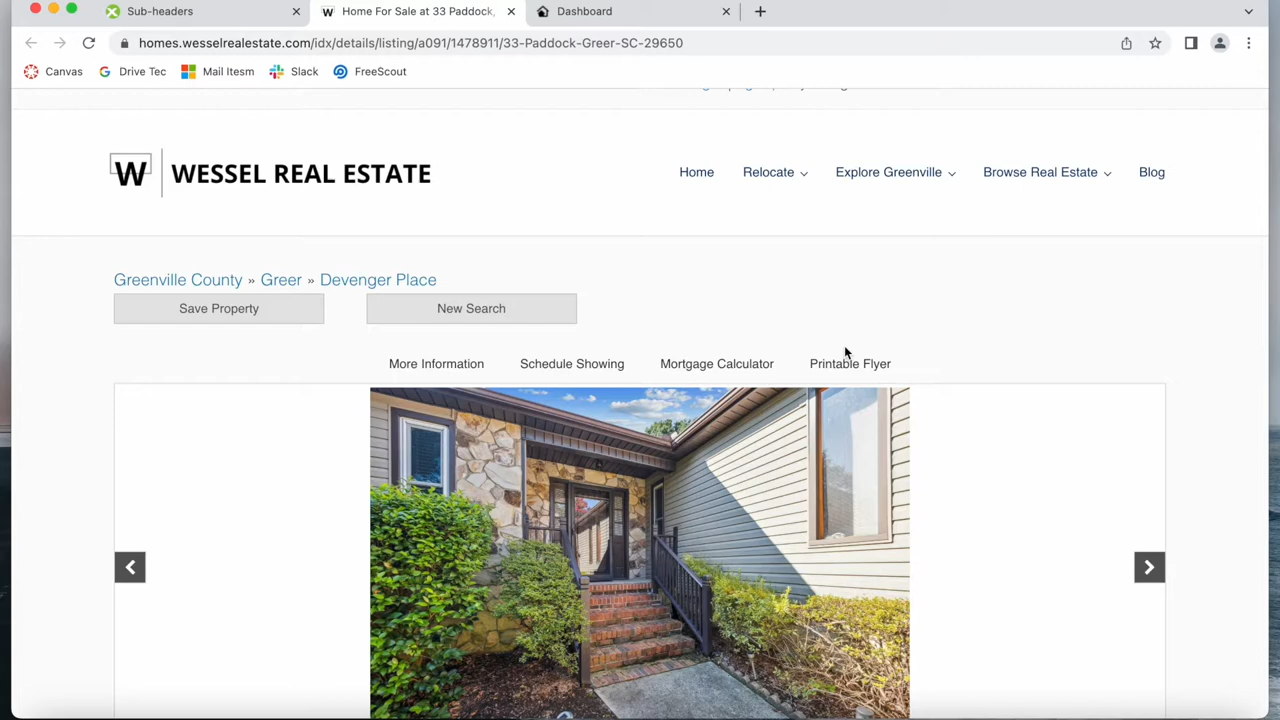 Sub-headers
W Home For Sale at 33 Paddock,
Dashboard
homes.wesselrealestate.com/idx/details/listing/a091/1478911/33-Paddock-Greer-SC-29650
Canvas
Drive Tec
Mail Itesm
Slack
FreeScout
W WESSEL REAL ESTATE
Home
Relocate
Explore Greenville
Browse Real Estate
Blog
Greenville County » Greer » Devenger Place
Save Property
New Search
More Information
Schedule Showing
Mortgage Calculator
Printable Flyer